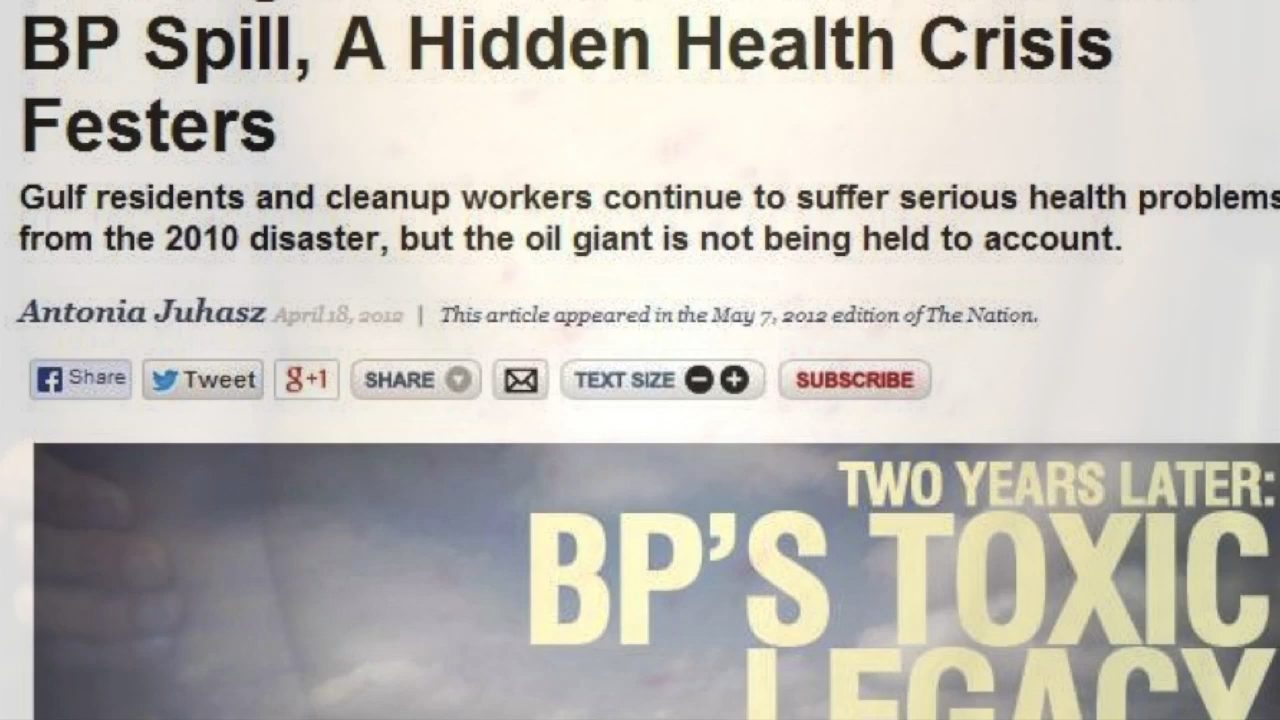 BP Spill, A Hidden Health Crisis
Festers
Gulf residents and cleanup workers continue to suffer serious health problems
from the 2010 disaster, but the oil giant is not being held to account.
Antonia Juhasz April 18, 2012 | This article appeared in the May 7, 2012 edition of The Nation.
Share Tweet g+1 SHARE TEXT SIZE SUBSCRIBE
TWO YEARS LATER:
BP'S TOXIC
LEGACY